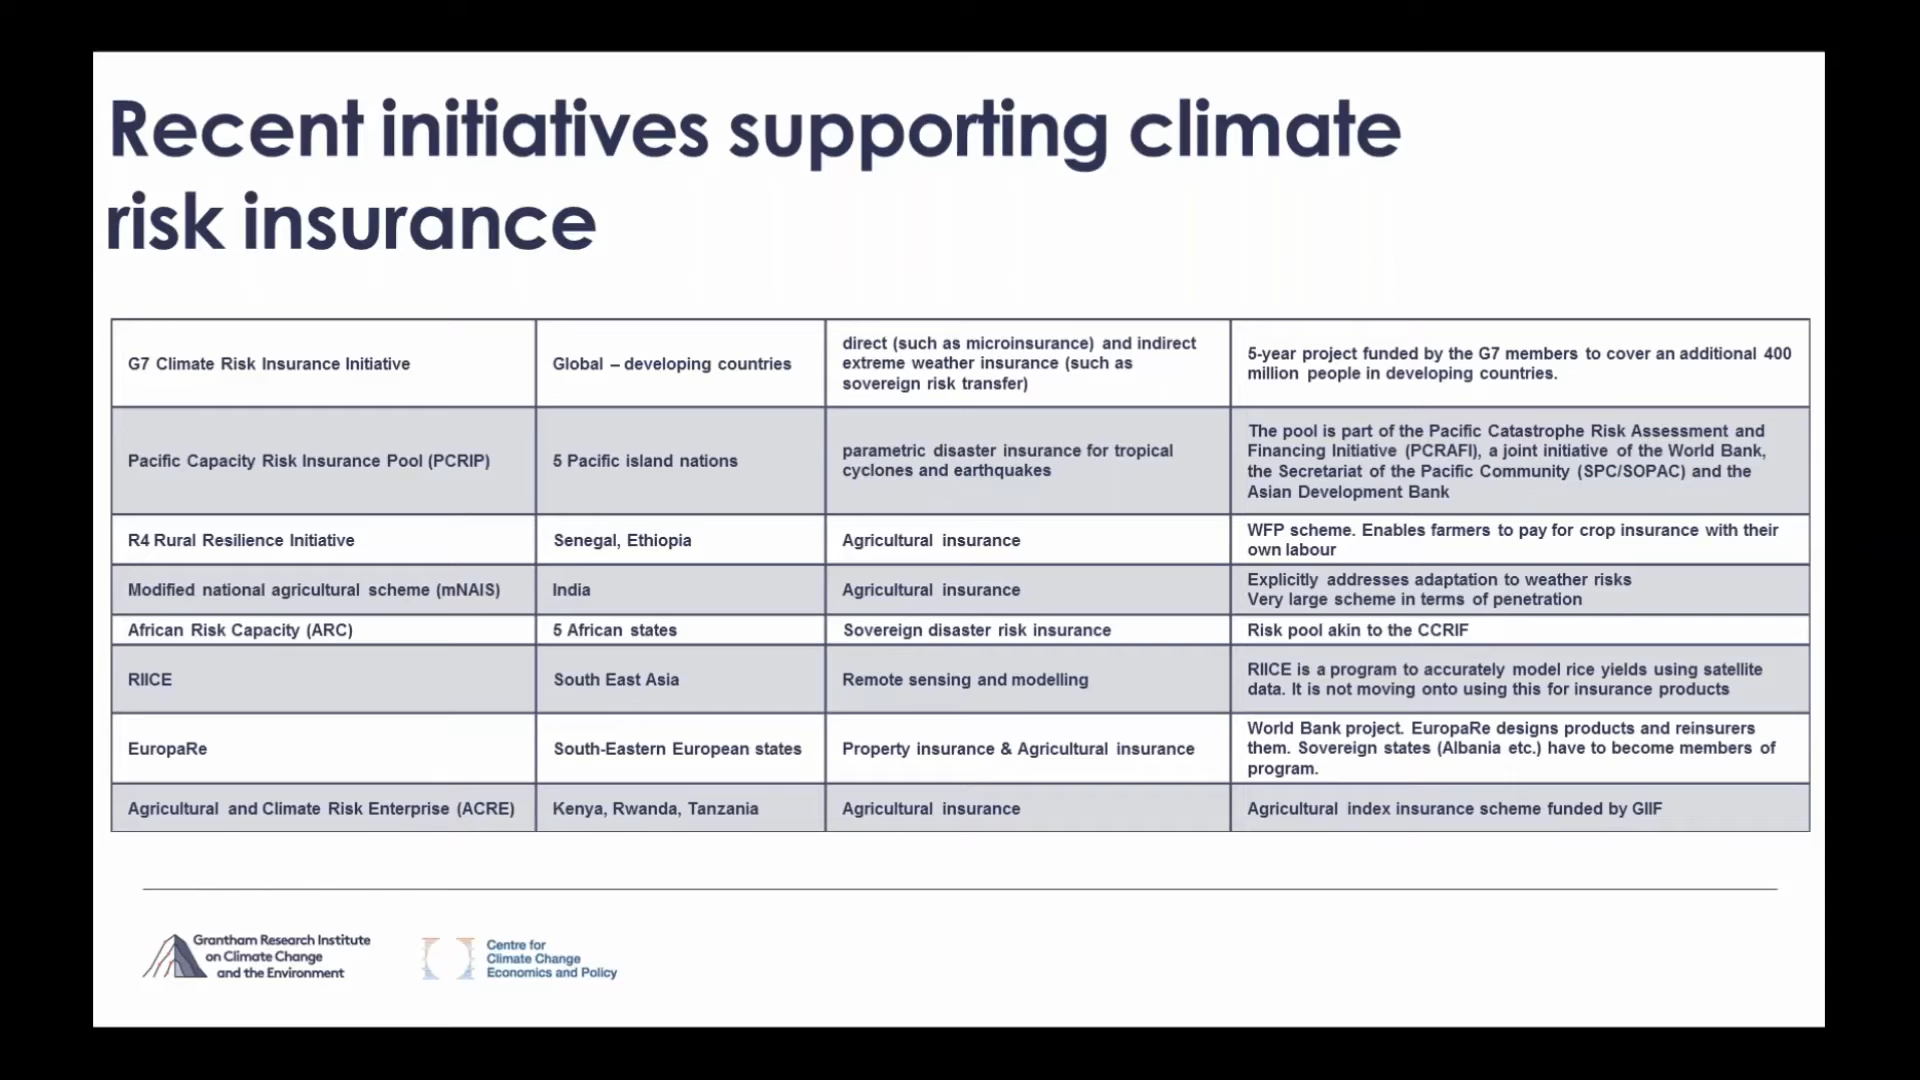 Recent initiatives supporting climate
risk insurance
G7 Climate Risk Insurance Initiative
Global – developing countries
direct (such as microinsurance) and indirect
extreme weather insurance (such as
sovereign risk transfer)
5-year project funded by the G7 members to cover an additional 400
million people in developing countries.
Pacific Capacity Risk Insurance Pool (PCRIP)
5 Pacific island nations
parametric disaster insurance for tropical
cyclones and earthquakes
The pool is part of the Pacific Catastrophe Risk Assessment and
Financing Initiative (PCRAFI), a joint initiative of the World Bank,
the Secretariat of the Pacific Community (SPC/SOPAC) and the
Asian Development Bank
R4 Rural Resilience Initiative
Senegal, Ethiopia
Agricultural insurance
WFP scheme. Enables farmers to pay for crop insurance with their
own labour
Modified national agricultural scheme (mNAIS)
India
Agricultural insurance
Explicitly addresses adaptation to weather risks
Very large scheme in terms of penetration
African Risk Capacity (ARC)
5 African states
Sovereign disaster risk insurance
Risk pool akin to the CCRIF
RIICE
South East Asia
Remote sensing and modelling
RIICE is a program to accurately model rice yields using satellite
data. It is not moving onto using this for insurance products
EuropaRe
South-Eastern European states
Property insurance & Agricultural insurance
World Bank project. EuropaRe designs products and reinsurers
them. Sovereign states (Albania etc.) have to become members of
program.
Agricultural and Climate Risk Enterprise (ACRE)
Kenya, Rwanda, Tanzania
Agricultural insurance
Agricultural index insurance scheme funded by GIIF
Grantham Research Institute
on Climate Change
and the Environment
Centre for
Climate Change
Economics and Policy